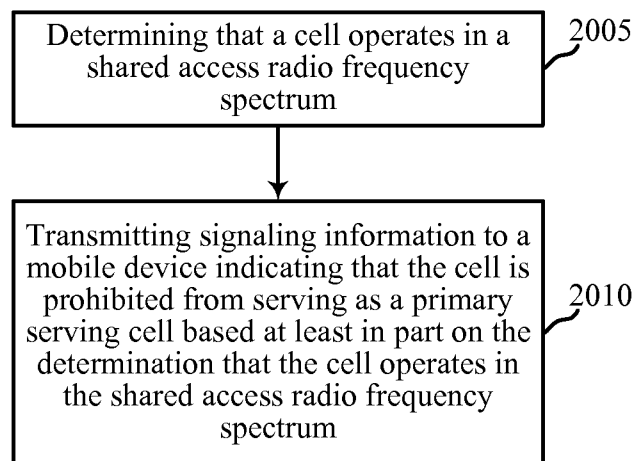 Determining that a cell operates in a
shared access radio frequency
spectrum
2005
Transmitting signaling information to a
mobile device indicating that the cell is
prohibited from serving as a primary
serving cell based at least in part on the
determination that the cell operates in
the shared access radio frequency
spectrum
2010